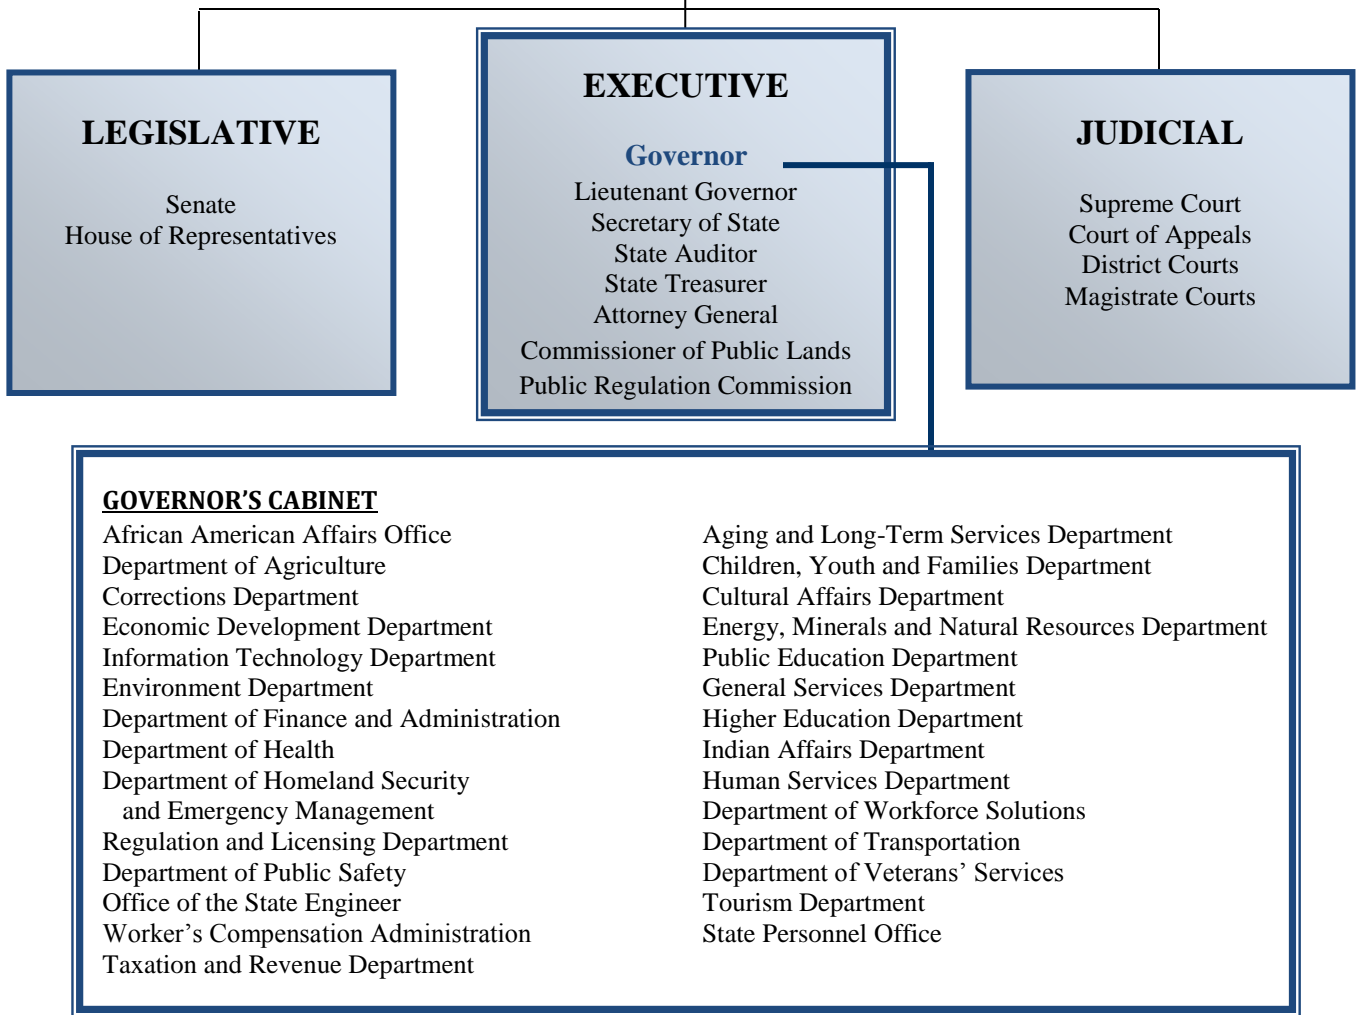 LEGISLATIVE
Senate
House of Representatives
EXECUTIVE
Governor
Lieutenant Governor
Secretary of State
State Auditor
State Treasurer
Attorney General
Commissioner of Public Lands
Public Regulation Commission
JUDICIAL
Supreme Court
Court of Appeals
District Courts
Magistrate Courts
GOVERNOR’S CABINET
African American Affairs Office
Department of Agriculture
Corrections Department
Economic Development Department
Information Technology Department
Environment Department
Department of Finance and Administration
Department of Health
Department of Homeland Security
and Emergency Management
Regulation and Licensing Department
Department of Public Safety
Office of the State Engineer
Worker’s Compensation Administration
Taxation and Revenue Department
Aging and Long-Term Services Department
Children, Youth and Families Department
Cultural Affairs Department
Energy, Minerals and Natural Resources Department
Public Education Department
General Services Department
Higher Education Department
Indian Affairs Department
Human Services Department
Department of Workforce Solutions
Department of Transportation
Department of Veterans’ Services
Tourism Department
State Personnel Office